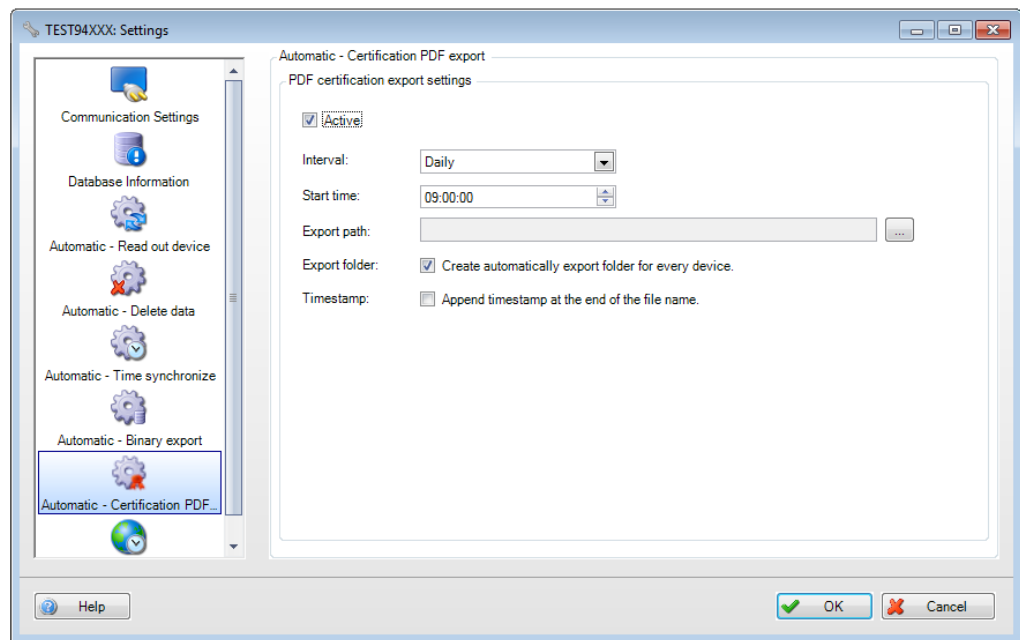 TEST94XXX: Settings
Communication Settings
Database Information
Automatic - Read out device
Automatic - Delete data
Automatic - Time synchronize
Automatic - Binary export
Automatic - Certification PDF...
Automatic - Certification PDF export
PDF certification export settings
Active
Interval: Daily
Start time: 09:00:00
Export path: ...
Export folder: Create automatically export folder for every device.
Timestamp: Append timestamp at the end of the file name.
Help OK Cancel